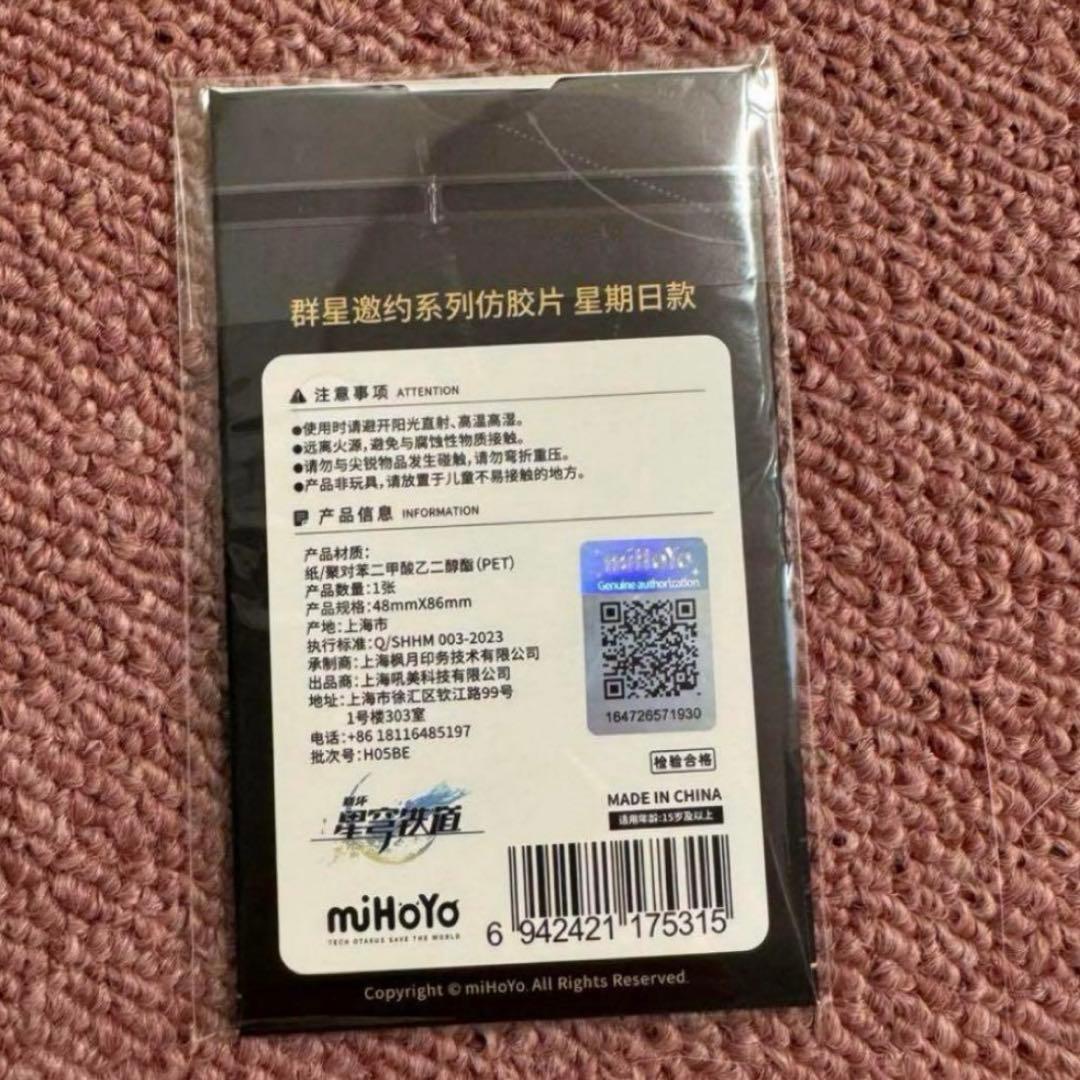 群星邀约系列仿胶片 星期日款
注意事项 ATTENTION
●使用时请避开阳光直射、高温高湿。
●远离火源,避免与腐蚀性物质接触。
●请勿与尖锐物品发生碰触,请勿弯折重压。
●产品非玩具,请放置于儿童不易接触的地方。
产品信息 INFORMATION
产品材质:
纸/聚对苯二甲酸乙二醇酯(PET)
产品数量:1张
产品规格:48mmX86mm
产地:上海市
执行标准:Q/SHHM 003-2023
承制商:上海枫月印务技术有限公司
出品商:上海吼美科技有限公司
地址:上海市徐汇区钦江路99号
1号楼303室
电话:+86 18116485197
批次号:H05BE
miHoYo
Genuine authorization
164726571930
检验合格
MADE IN CHINA
适用年龄:15岁及以上
崩坏
星穹铁道
miHoYo
TECH OTAKUS SAVE THE WORLD
6 942421 175315
Copyright © miHoYo. All Rights Reserved.